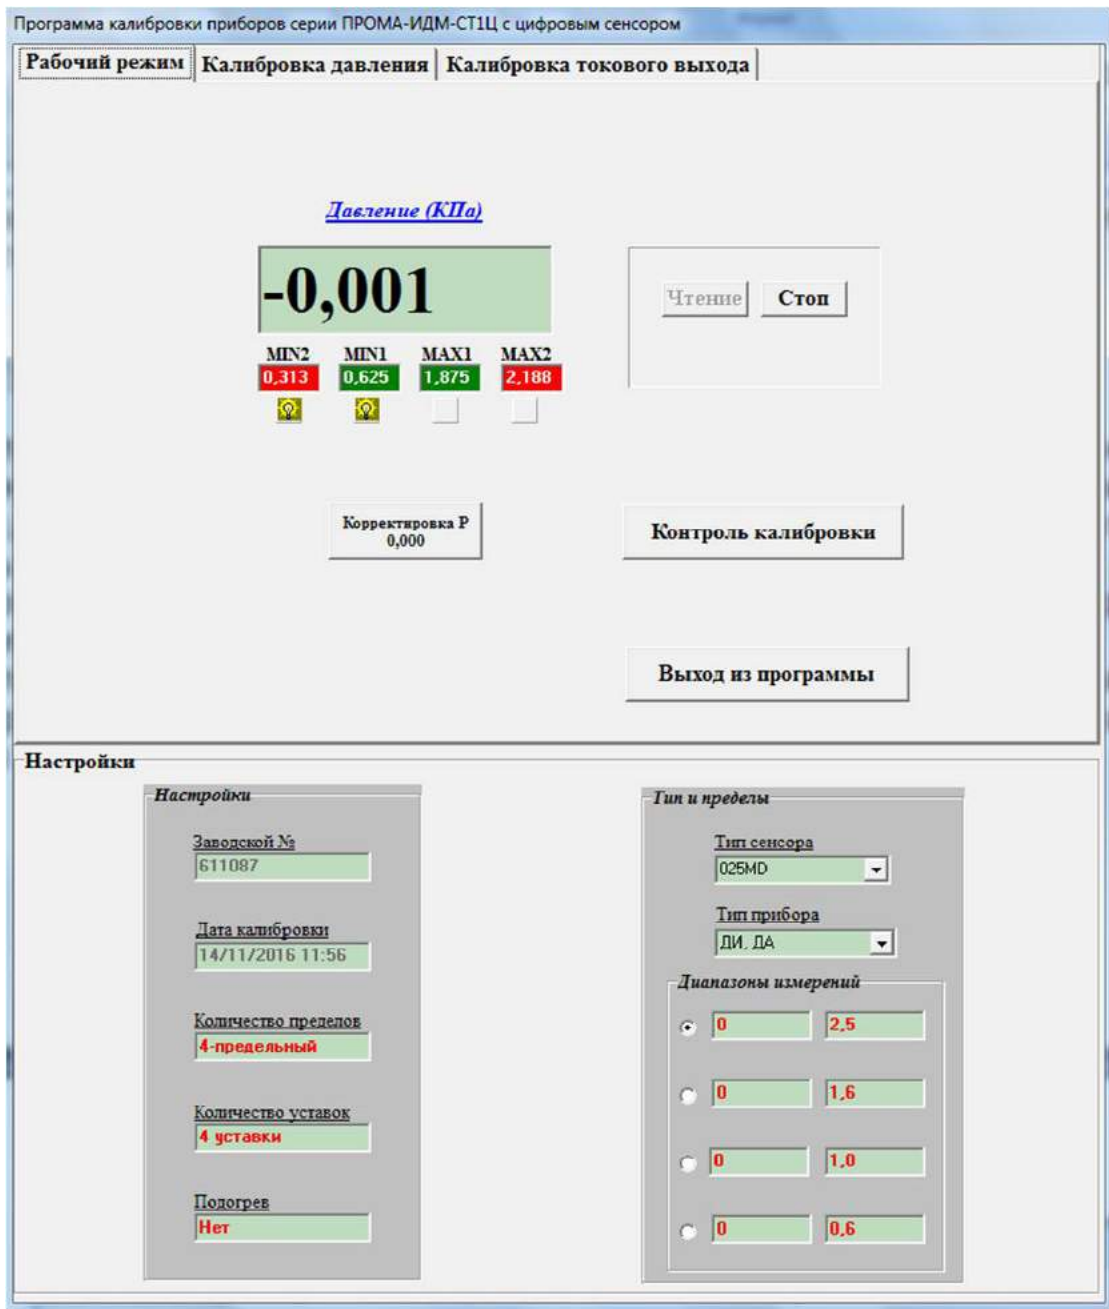 Программа калибровки приборов серии ПРОМА-ИДМ-СТ1Ц с цифровым сенсором
Рабочий режим Калибровка давления Калибровка токового выхода
Давление (КПа)
-0,001
Чтение Стоп
MIN2 MIN1 MAX1 MAX2
0,313 0,625 1,875 2,188
Корректировка Р
0,000
Контроль калибровки
Выход из программы
Настройки
Настройки
Заводской №
611087
Дата калибровки
14/11/2016 11:56
Количество пределов
4-предельный
Количество уставок
4 уставки
Подогрев
Нет
Тип и пределы
Тип сенсора
025MD
Тип прибора
ДИ, ДА
Диапазоны измерений
0 2,5
0 1,6
0 1,0
0 0,6